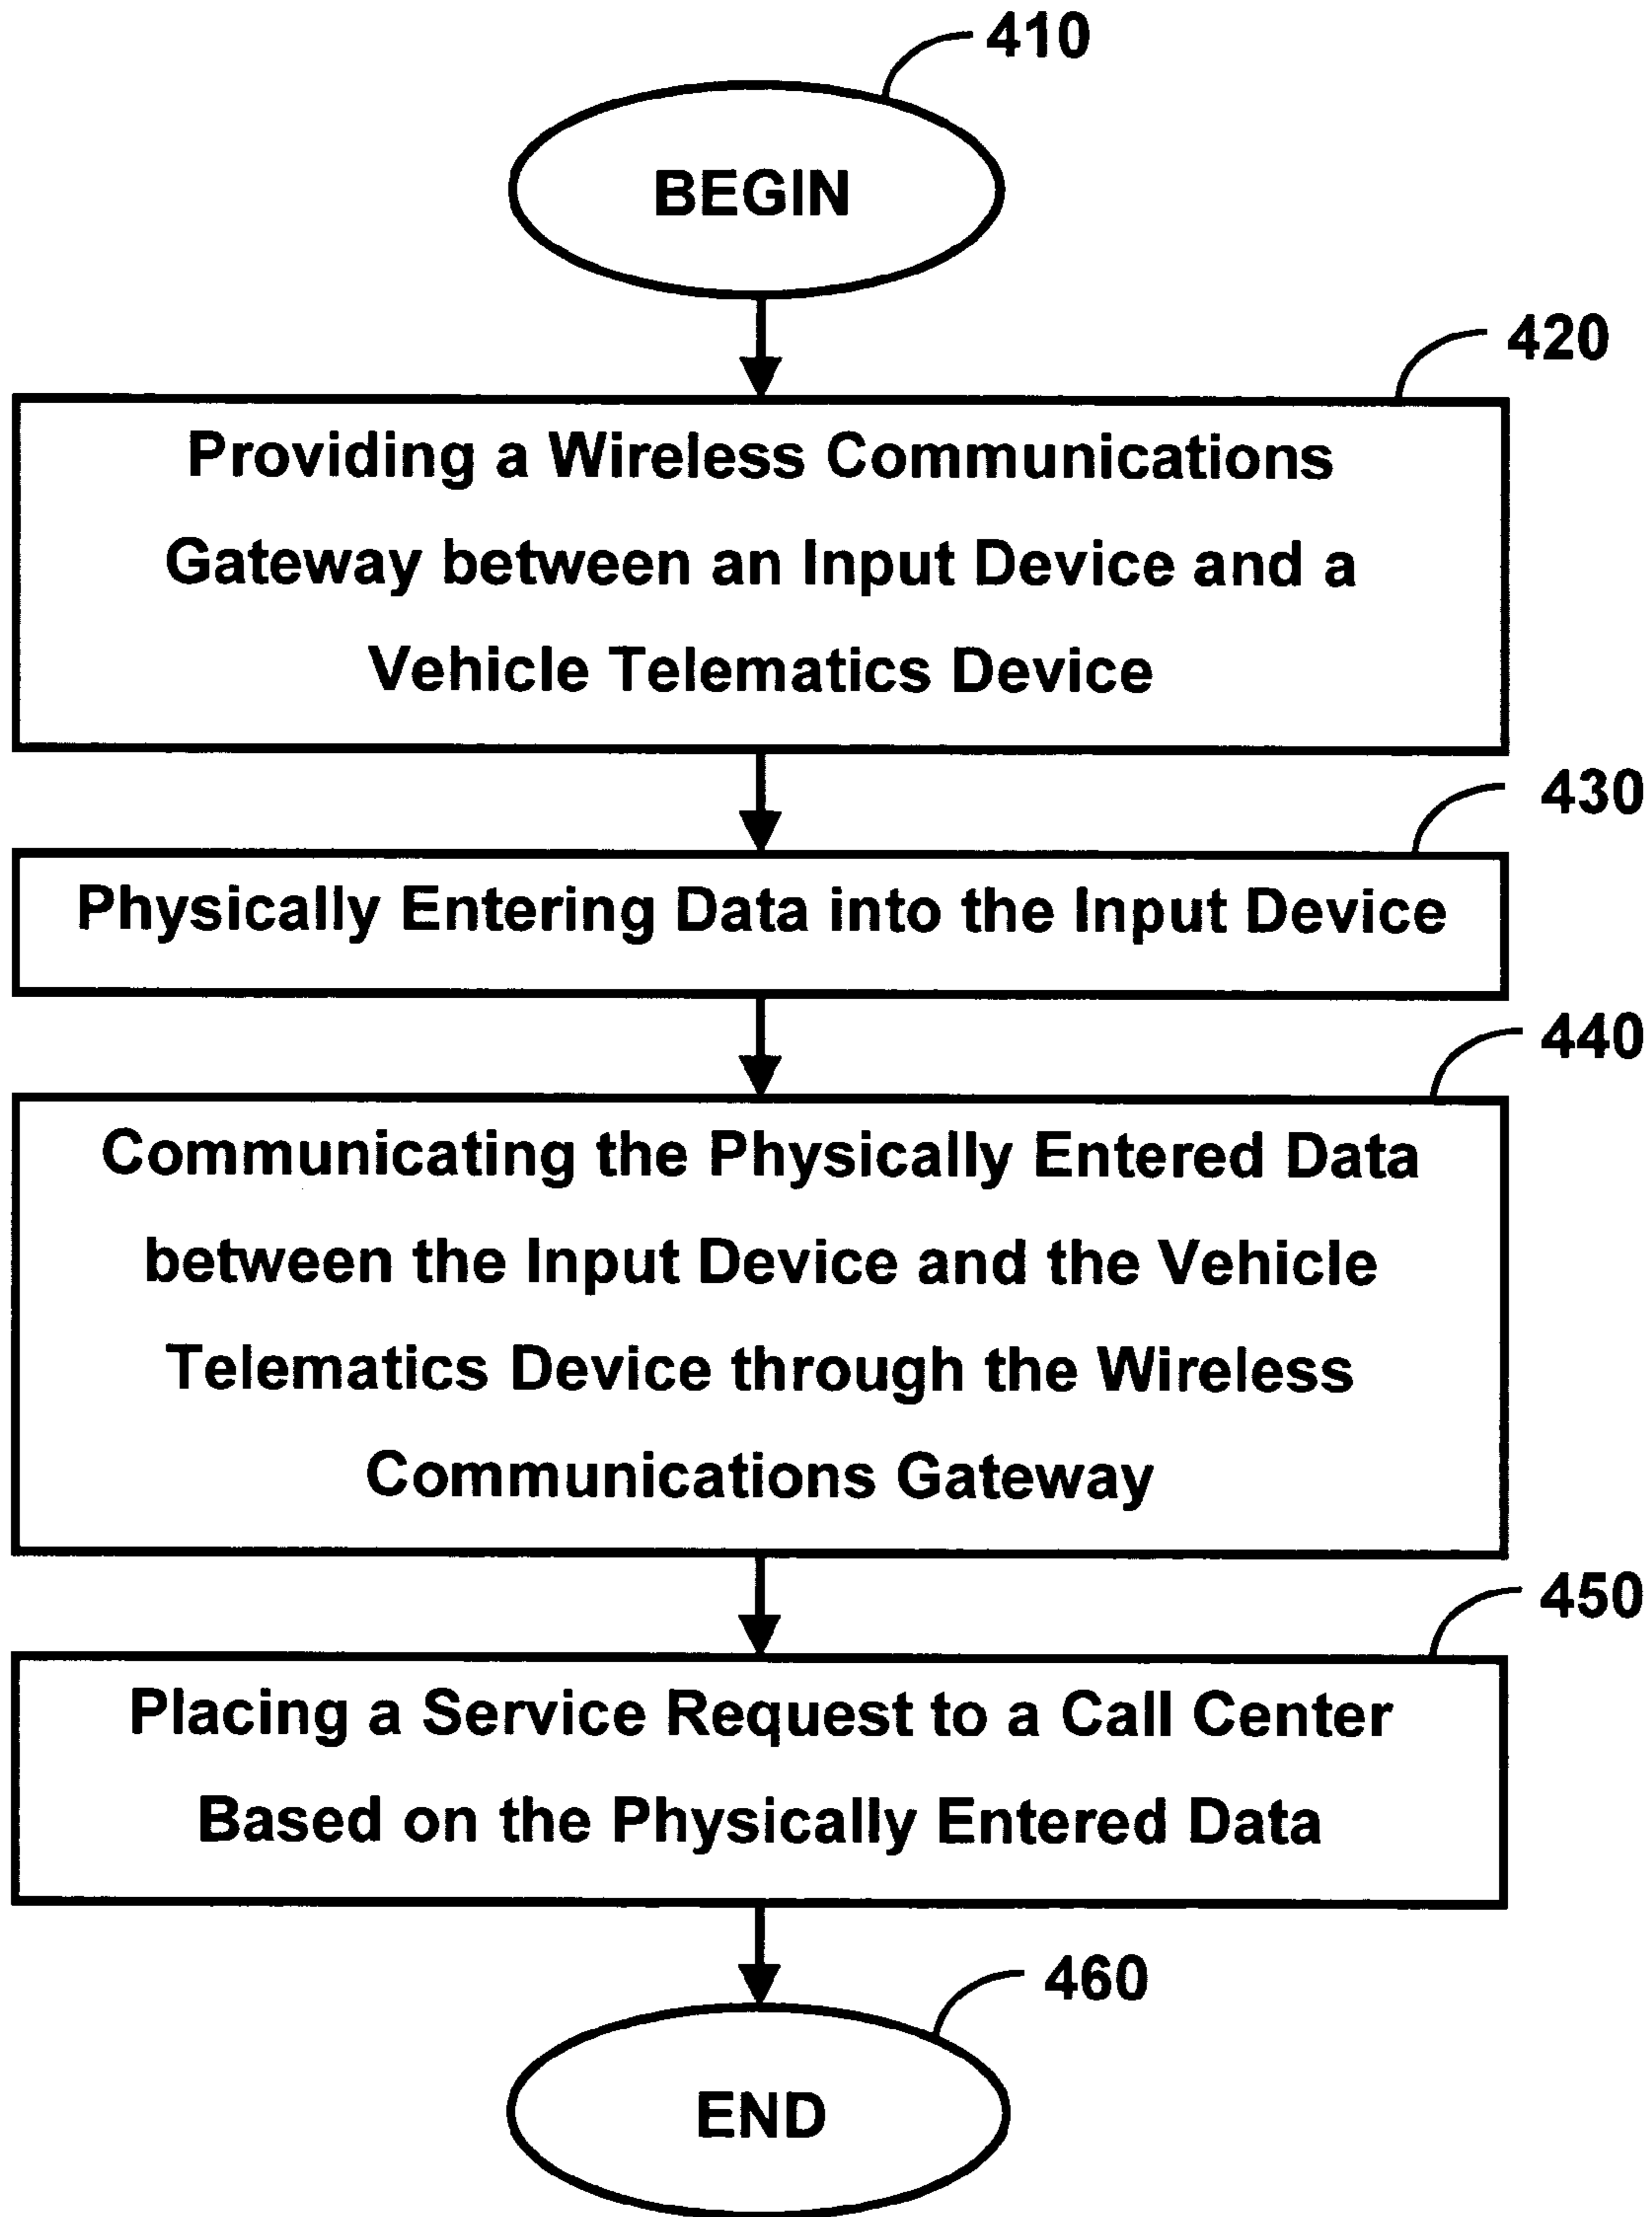 410
BEGIN
420
Providing a Wireless Communications
Gateway between an Input Device and a
Vehicle Telematics Device
430
Physically Entering Data into the Input Device
440
Communicating the Physically Entered Data
between the Input Device and the Vehicle
Telematics Device through the Wireless
Communications Gateway
450
Placing a Service Request to a Call Center
Based on the Physically Entered Data
460
END